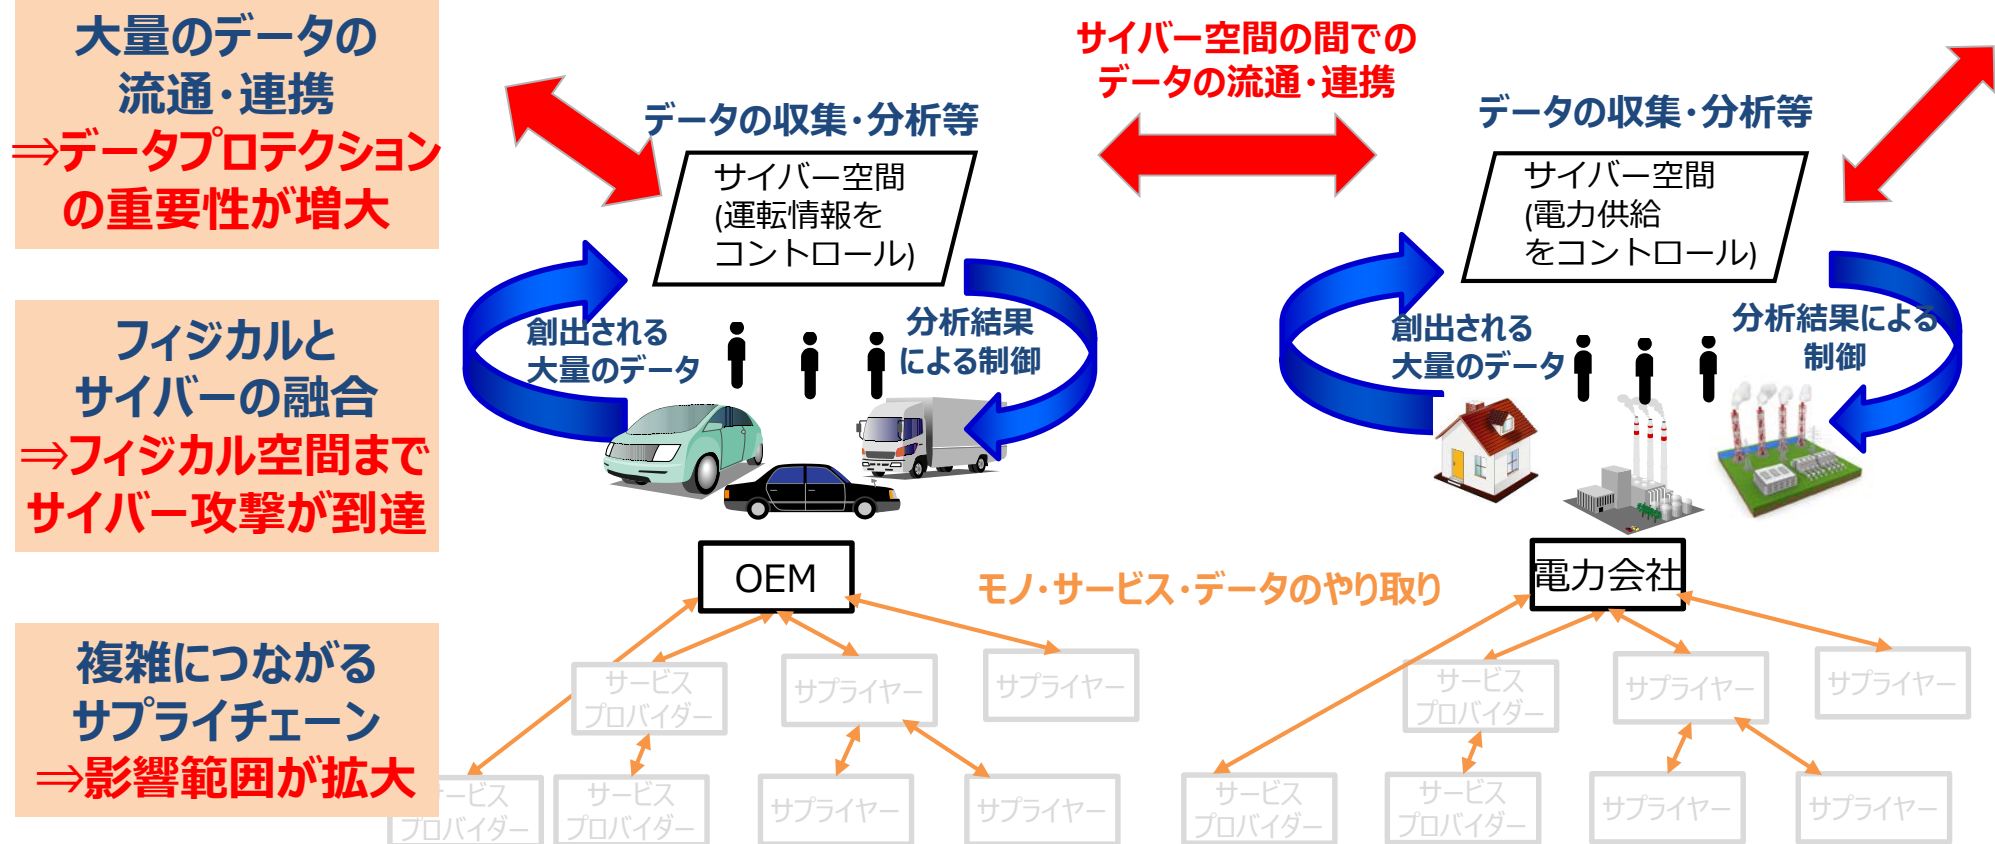 大量のデータの
流通・連携
⇒データプロテクション
の重要性が増大
フィジカルと
サイバーの融合
⇒フィジカル空間まで
サイバー攻撃が到達
複雑につながる
サプライチェーン
⇒影響範囲が拡大
サイバー空間の間での
データの流通・連携
データの収集・分析等
サイバー空間
(運転情報を
コントロール)
創出される
大量のデータ
分析結果
による制御
データの収集・分析等
サイバー空間
(電力供給
をコントロール)
創出される
大量のデータ
分析結果による
制御
OEM
モノ・サービス・データのやり取り
電力会社
サービス
プロバイダー
サプライヤー
サプライヤー
サービス
プロバイダー
サービス
プロバイダー
サプライヤー
サプライヤー
サービス
プロバイダー
サプライヤー
サプライヤー
サービス
プロバイダー
サービス
プロバイダー
サプライヤー
サプライヤー